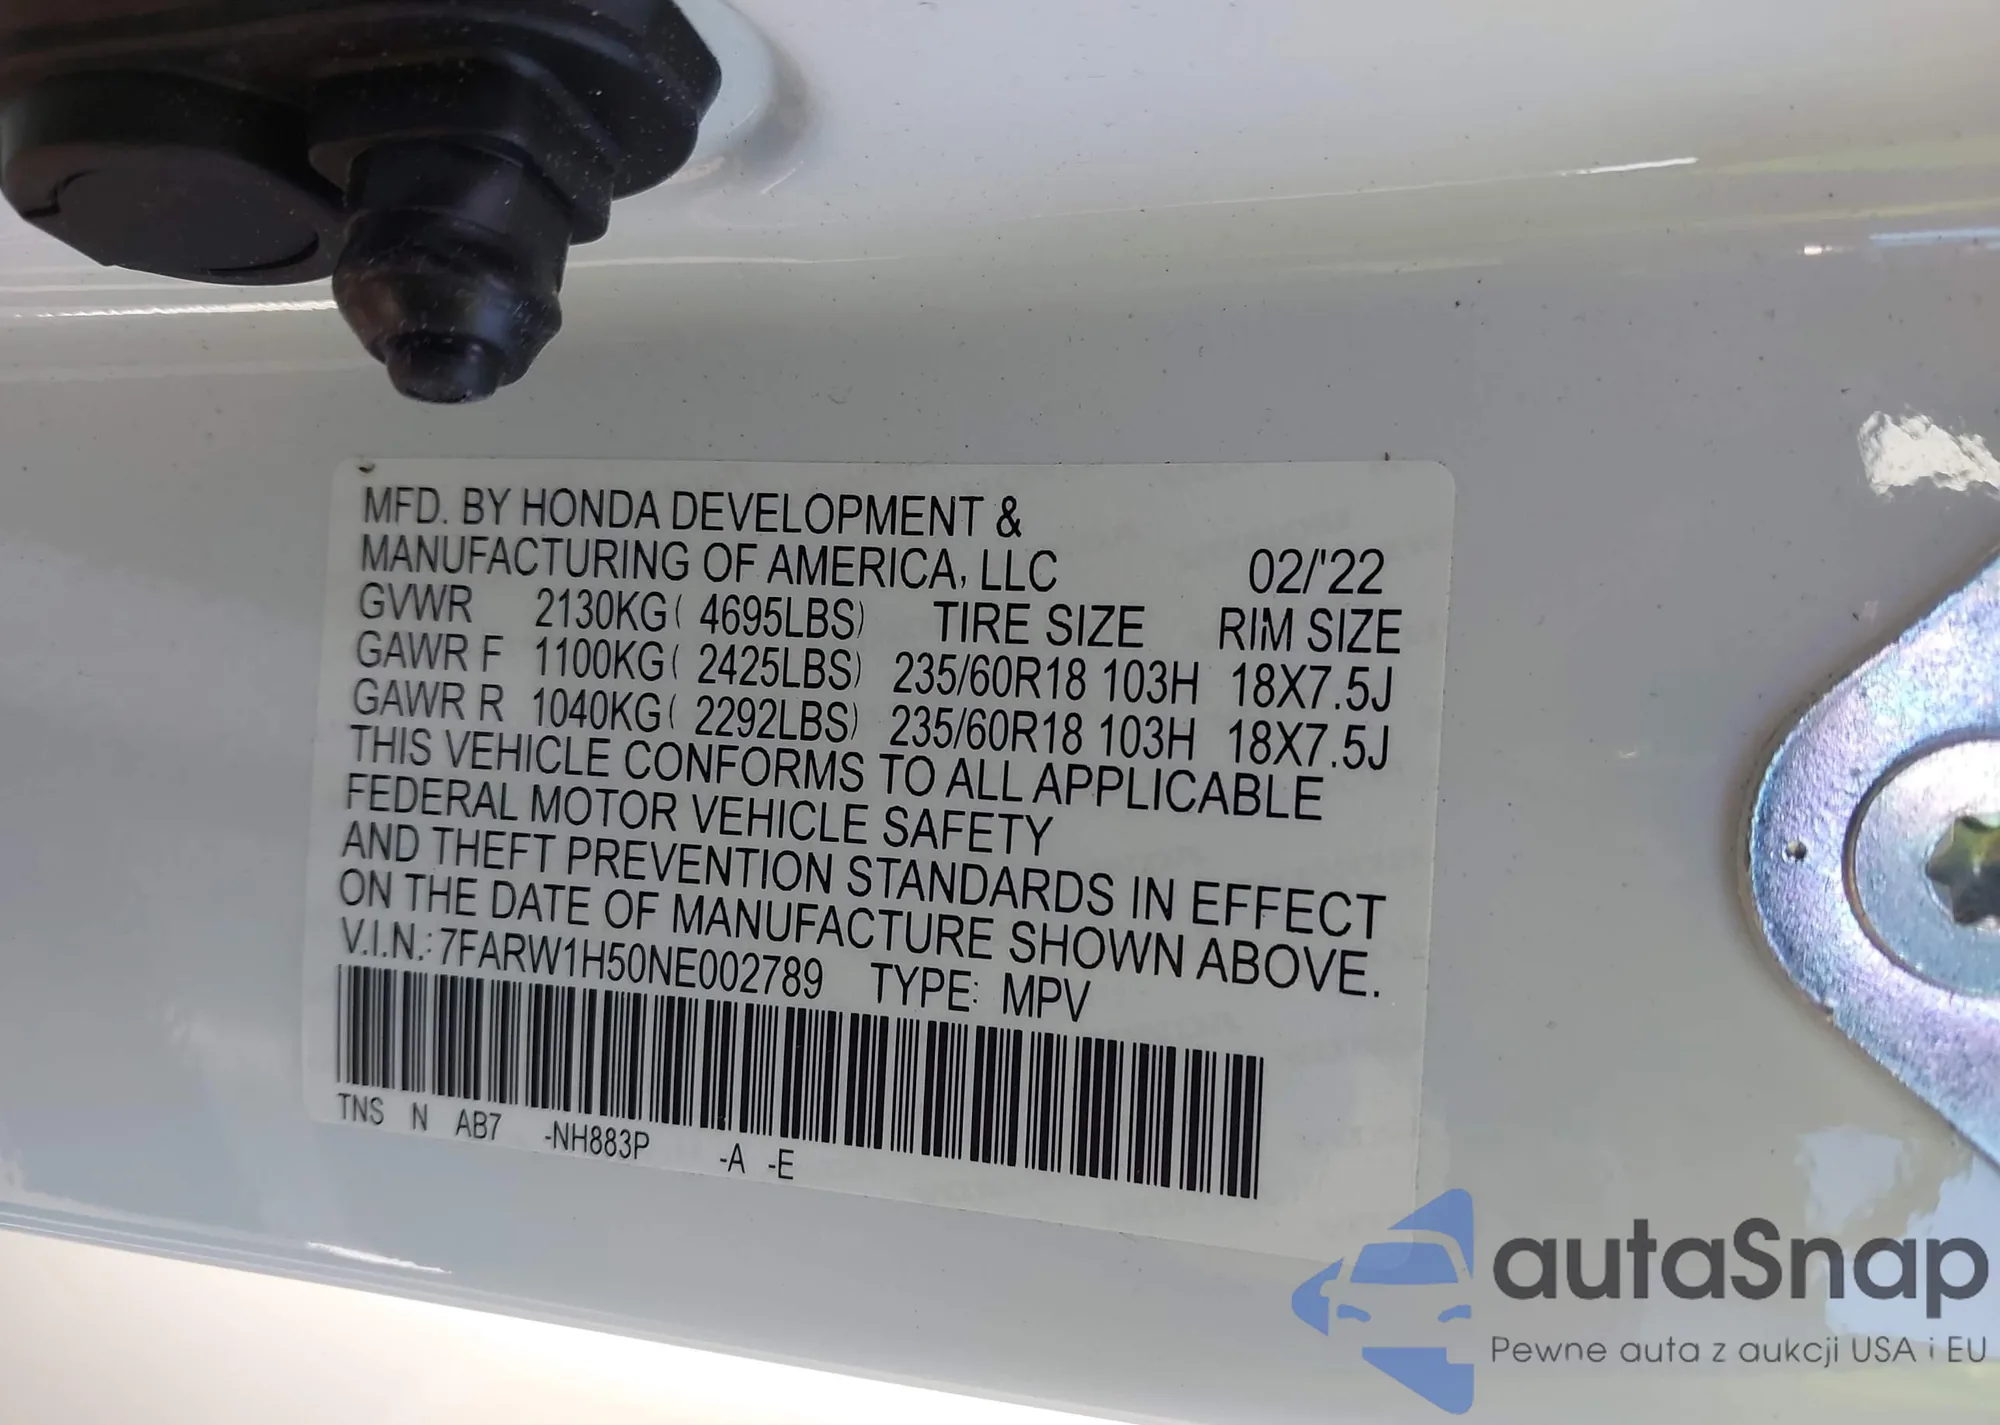 MFD. BY HONDA DEVELOPMENT &
MANUFACTURING OF AMERICA, LLC 02/'22
GVWR 2130KG( 4695LBS) TIRE SIZE RIM SIZE
GAWR F 1100KG( 2425LBS) 235/60R18 103H 18X7.5J
GAWR R 1040KG( 2292LBS) 235/60R18 103H 18X7.5J
THIS VEHICLE CONFORMS TO ALL APPLICABLE
FEDERAL MOTOR VEHICLE SAFETY
AND THEFT PREVENTION STANDARDS IN EFFECT
ON THE DATE OF MANUFACTURE SHOWN ABOVE.
V.I.N.: 7FARW1H50NE002789 TYPE: MPV
TNS N AB7 -NH883P -A -E
autaSnap
Pewne auta z aukcji USA i EU